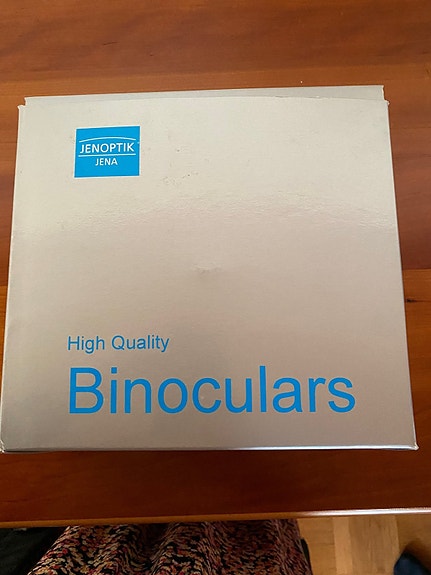 JENOPTIK
JENA
High Quality
Binoculars